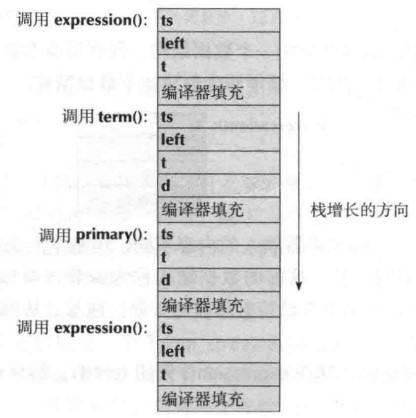 调用 expression(): ts
left
t
编译器填充
调用 term(): ts
left
t
d
编译器填充
栈增长的方向
调用 primary(): ts
t
d
编译器填充
调用 expression(): ts
left
t
编译器填充